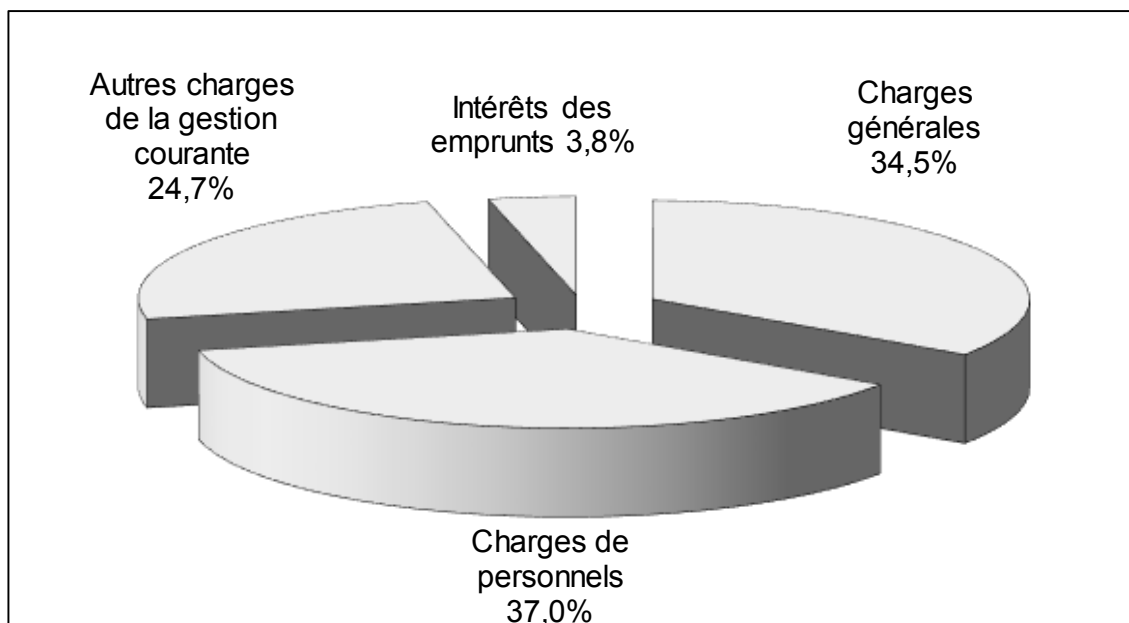 Autres charges
de la gestion
courante
24,7%
Intérêts des
emprunts 3,8%
Charges
générales
34,5%
Charges de
personnels
37,0%